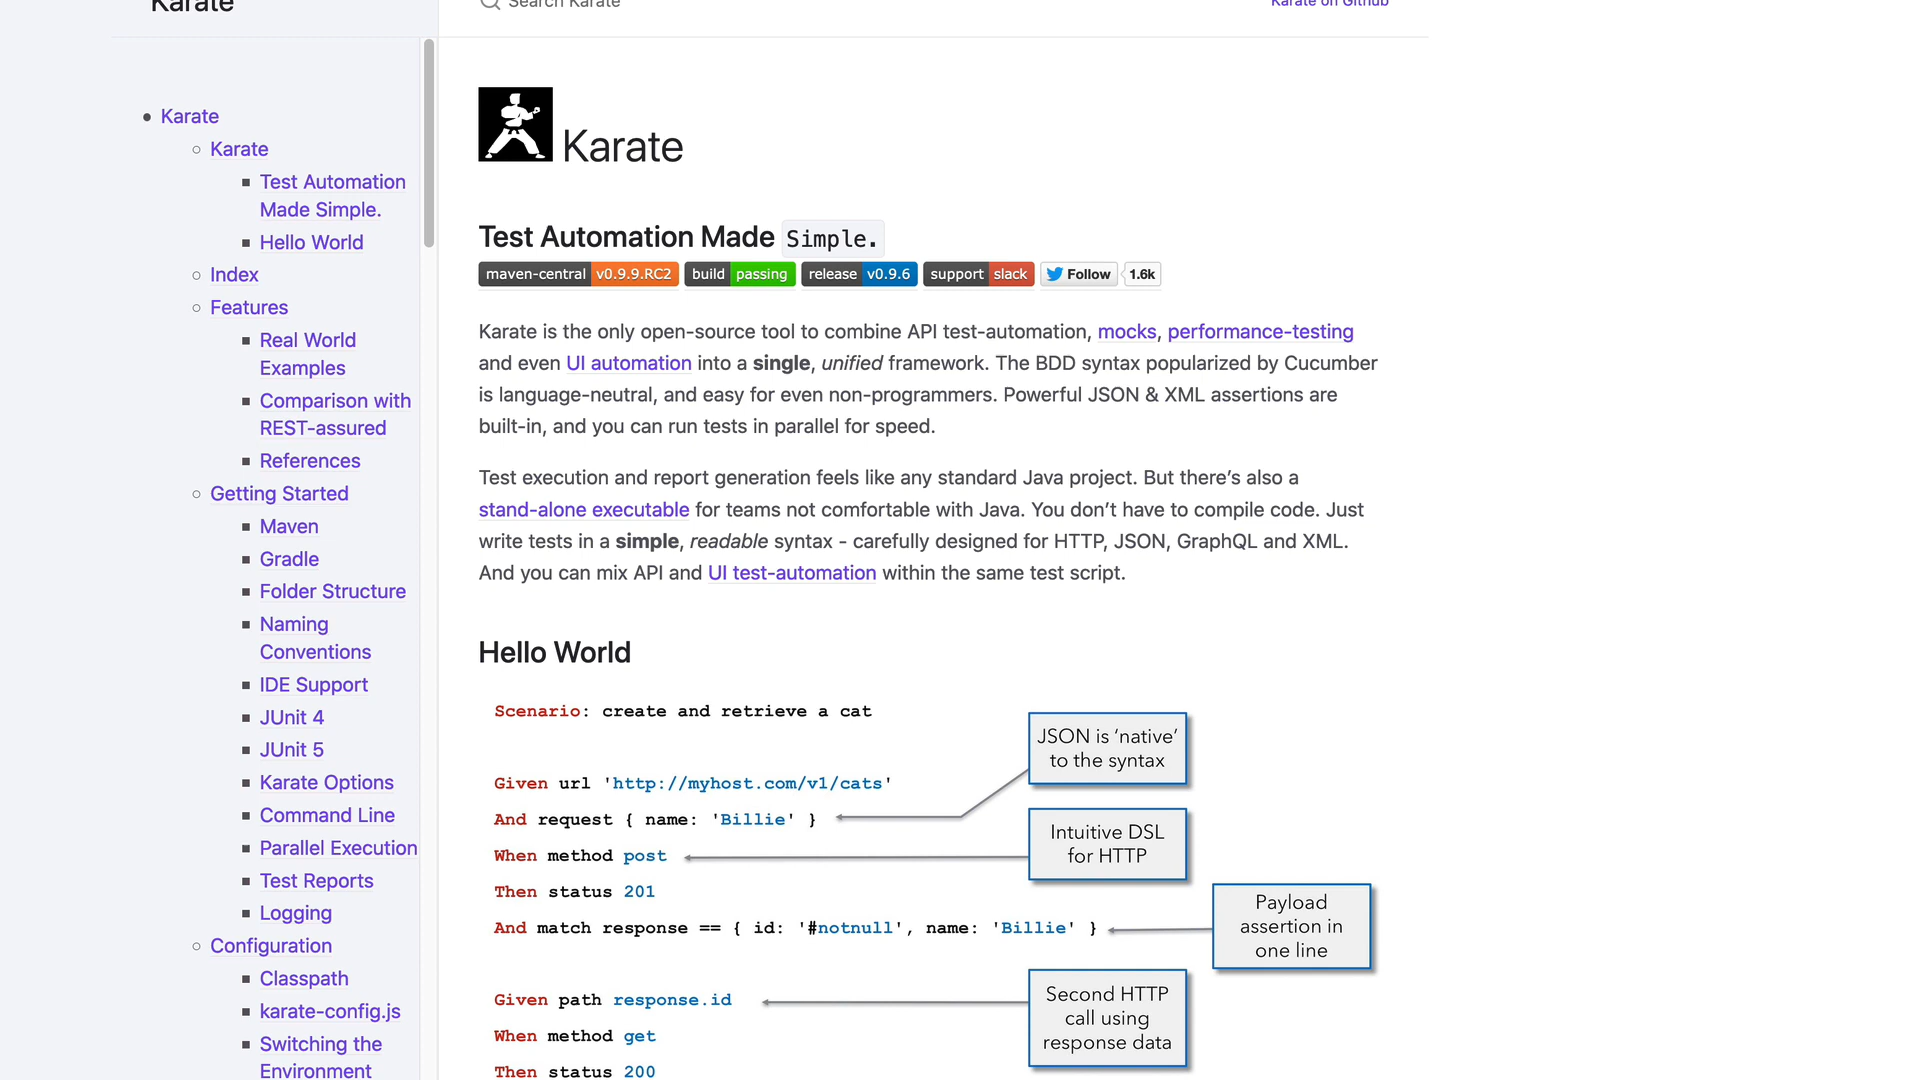 Karate
Search Karate
Karate on Github
Karate
Karate
Test Automation
Made Simple.
Hello World
Index
Features
Real World
Examples
Comparison with
REST-assured
References
Getting Started
Maven
Gradle
Folder Structure
Naming
Conventions
IDE Support
JUnit 4
JUnit 5
Karate Options
Command Line
Parallel Execution
Test Reports
Logging
Configuration
Classpath
karate-config.js
Switching the
Environment
Karate
Test Automation Made Simple.
maven-central v0.9.9.RC2 build passing release v0.9.6 support slack Follow 1.6k
Karate is the only open-source tool to combine API test-automation, mocks, performance-testing
and even UI automation into a single, unified framework. The BDD syntax popularized by Cucumber
is language-neutral, and easy for even non-programmers. Powerful JSON & XML assertions are
built-in, and you can run tests in parallel for speed.
Test execution and report generation feels like any standard Java project. But there’s also a
stand-alone executable for teams not comfortable with Java. You don’t have to compile code. Just
write tests in a simple, readable syntax - carefully designed for HTTP, JSON, GraphQL and XML.
And you can mix API and UI test-automation within the same test script.
Hello World
Scenario: create and retrieve a cat
Given url 'http://myhost.com/v1/cats'
And request { name: 'Billie' }
When method post
Then status 201
And match response == { id: '#notnull', name: 'Billie' }
Given path response.id
When method get
Then status 200
JSON is ‘native’
to the syntax
Intuitive DSL
for HTTP
Payload
assertion in
one line
Second HTTP
call using
response data